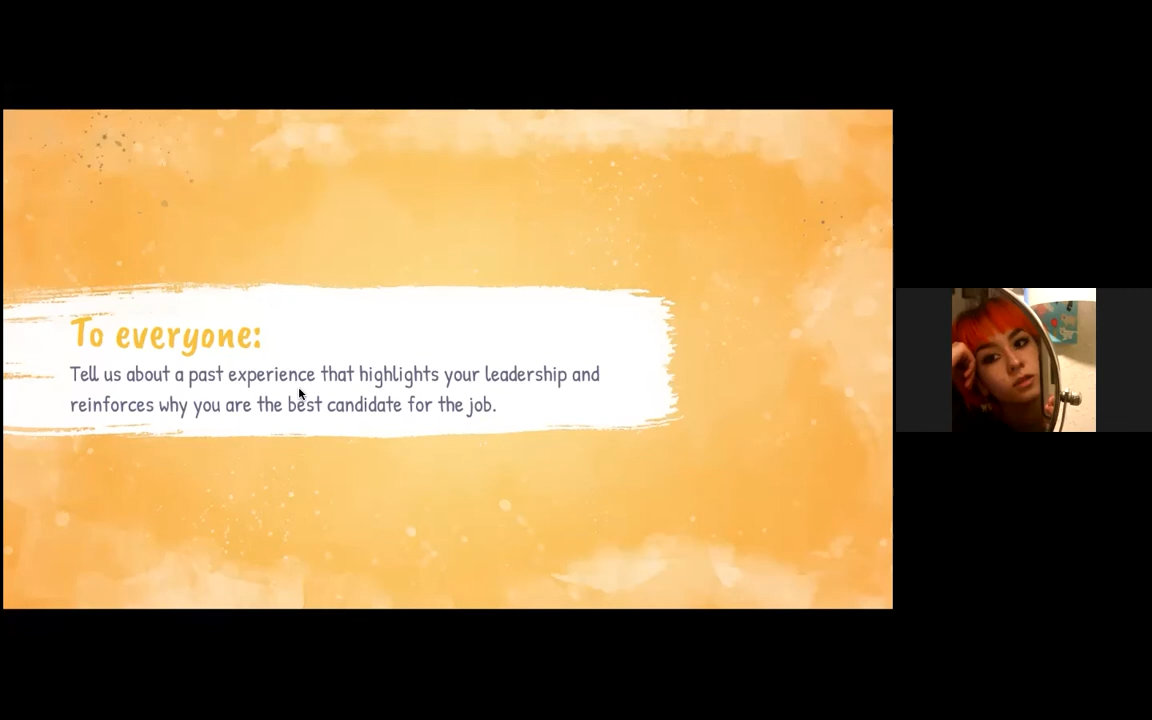 To everyone:
Tell us about a past experience that highlights your leadership and
reinforces why you are the best candidate for the job.